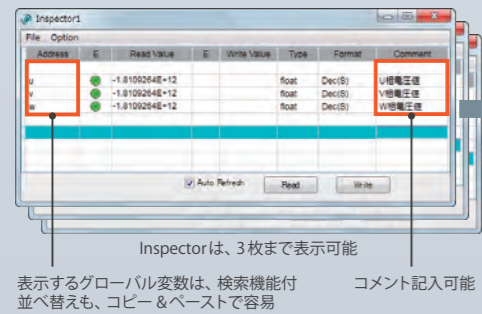 Inspector1
File Option
Address E Read Value E Write Value Type Format Comment
u -1.8109264E+12 float Dec(S) U相電圧値
v -1.8109264E+12 float Dec(S) V相電圧値
w -1.8109264E+12 float Dec(S) W相電圧値
Auto Refresh Read Write
Inspectorは、3枚まで表示可能
表示するグローバル変数は、検索機能付
並べ替えも、コピー&ペーストで容易
コメント記入可能